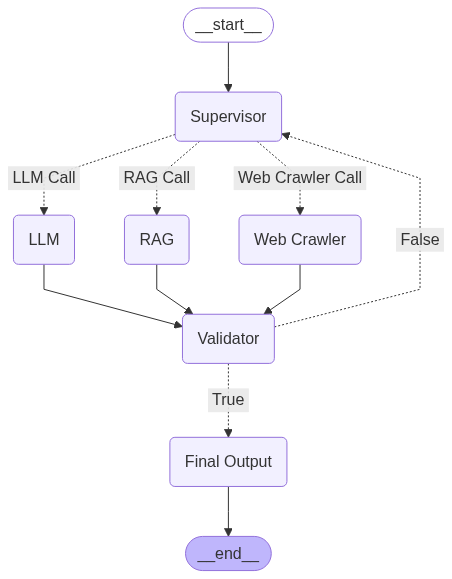 __start__
Supervisor
LLM Call
RAG Call
Web Crawler Call
LLM
RAG
Web Crawler
False
Validator
True
Final Output
__end__